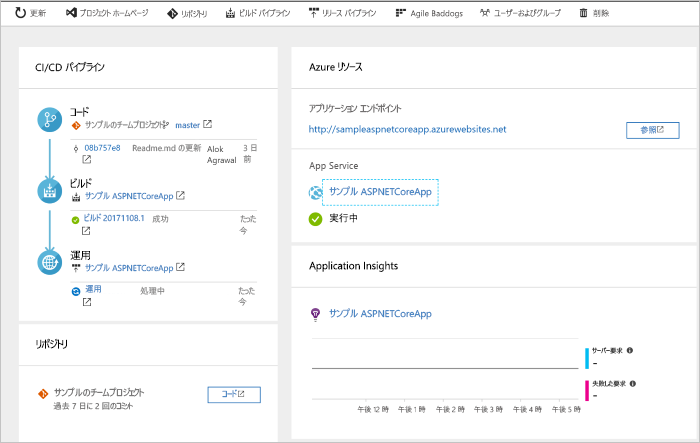 更新 プロジェクト ホームページ リポジトリ ビルド パイプライン リリース パイプライン Agile Baddogs ユーザーおよびグループ 削除
CI/CD パイプライン
コード
サンプルのチームプロジェクト master
08b757e8 Readme.md の更新 Alok Agrawal 3 日前
ビルド
サンプル ASPNETCoreApp
ビルド 20171108.1 成功 たった今
運用
サンプル ASPNETCoreApp
運用 処理中 たった今
リポジトリ
サンプルのチームプロジェクト
過去 7 日に 2 回のコミット
コード
Azure リソース
アプリケーション エンドポイント
http://sampleaspnetcoreapp.azurewebsites.net
参照
App Service
サンプル ASPNETCoreApp
実行中
Application Insights
サンプル ASPNETCoreApp
サーバー要求
--
失敗した要求
--
午後 12 時 午後 1 時 午後 2 時 午後 3 時 午後 4 時 午後 5 時